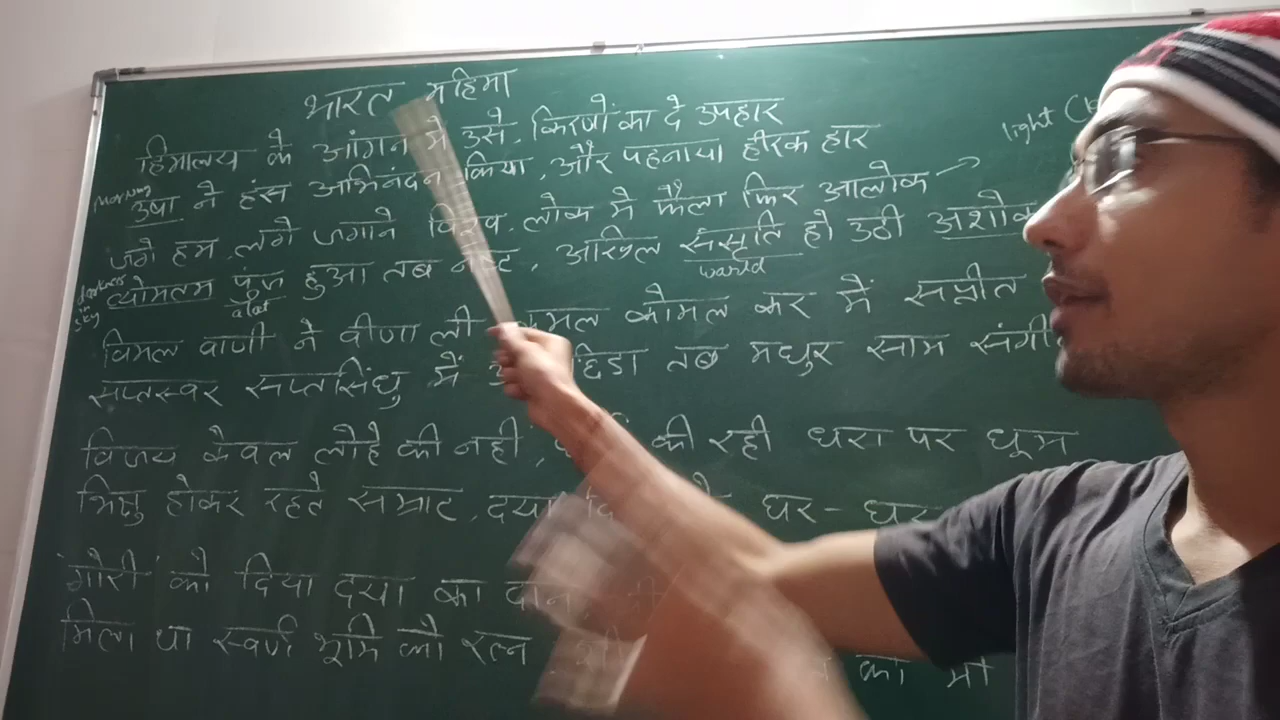 भारत महिमा
हिमालय के आंगन में उसे, किरणों का दे उपहार
उषा ने हंस अभिनंदन किया, और पहनाया हीरक हार
morning
light
जगे हम, लगे जगाने विश्व, लोक में फैला फिर आलोक
व्योमतम पुंज हुआ तब नष्ट, अखिल संसृति हो उठी अशोक
darkness in sky
world
विमल वाणी ने वीणा ली कोमल कर में सप्रीत
सप्तस्वर सप्तसिंधु में छिडा तब मधुर साम
विजय केवल लोहे की नही, की रही धरा पर धूम
भिक्षु होकर रहते सम्राट, दया घर-घर
'गौरी' को दिया दया का दान,
मिला था स्वर्ण भूमि को रत्न